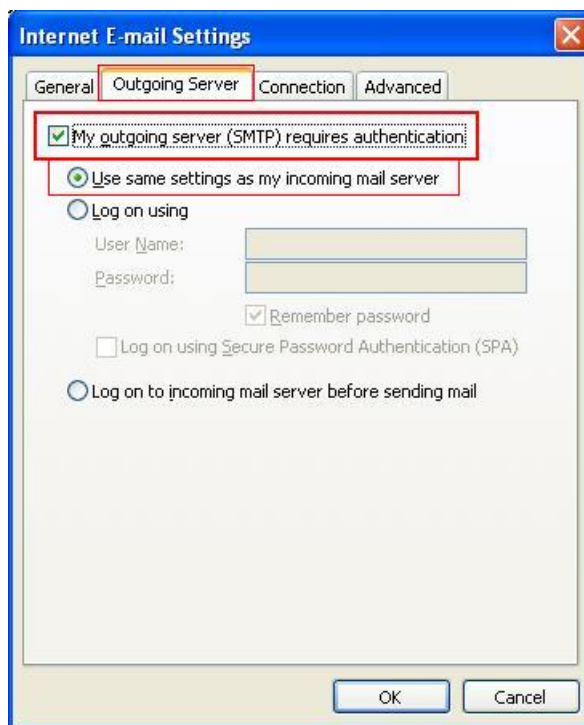 Internet E-mail Settings
General Outgoing Server Connection Advanced
My outgoing server (SMTP) requires authentication
Use same settings as my incoming mail server
Log on using
User Name:
Password:
Remember password
Log on using Secure Password Authentication (SPA)
Log on to incoming mail server before sending mail
OK Cancel